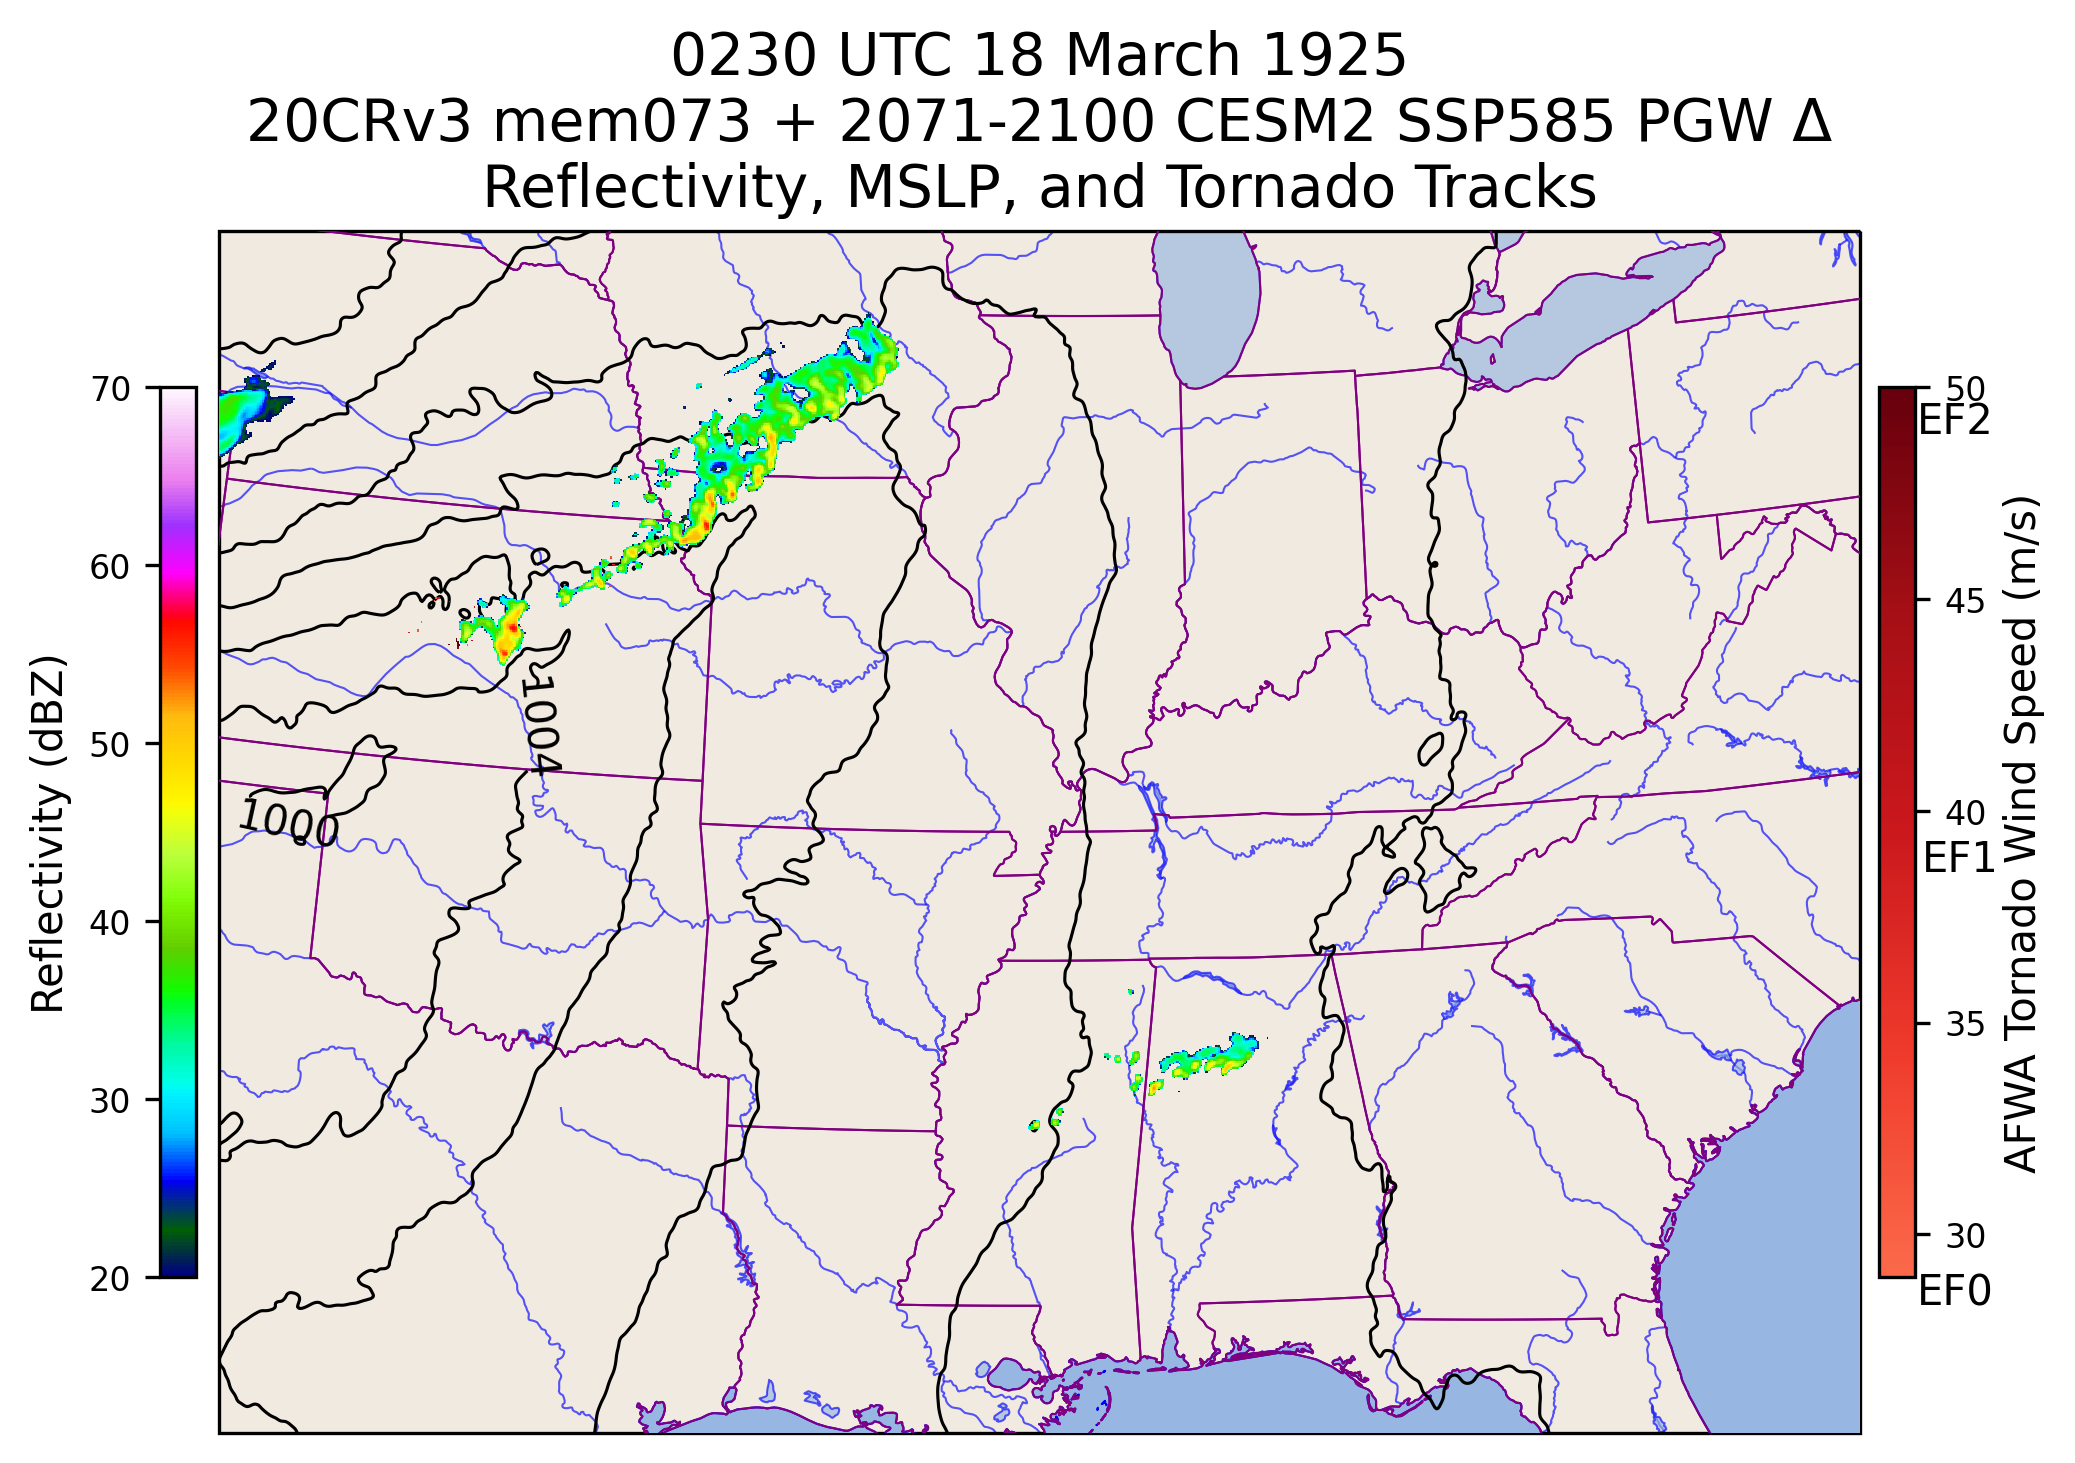 0230 UTC 18 March 1925
20CRv3 mem073 + 2071-2100 CESM2 SSP585 PGW Δ
Reflectivity, MSLP, and Tornado Tracks
Reflectivity (dBZ)
70
60
50
40
30
20
1004
1000
50
EF2
45
40
EF1
35
30
EF0
AFWA Tornado Wind Speed (m/s)